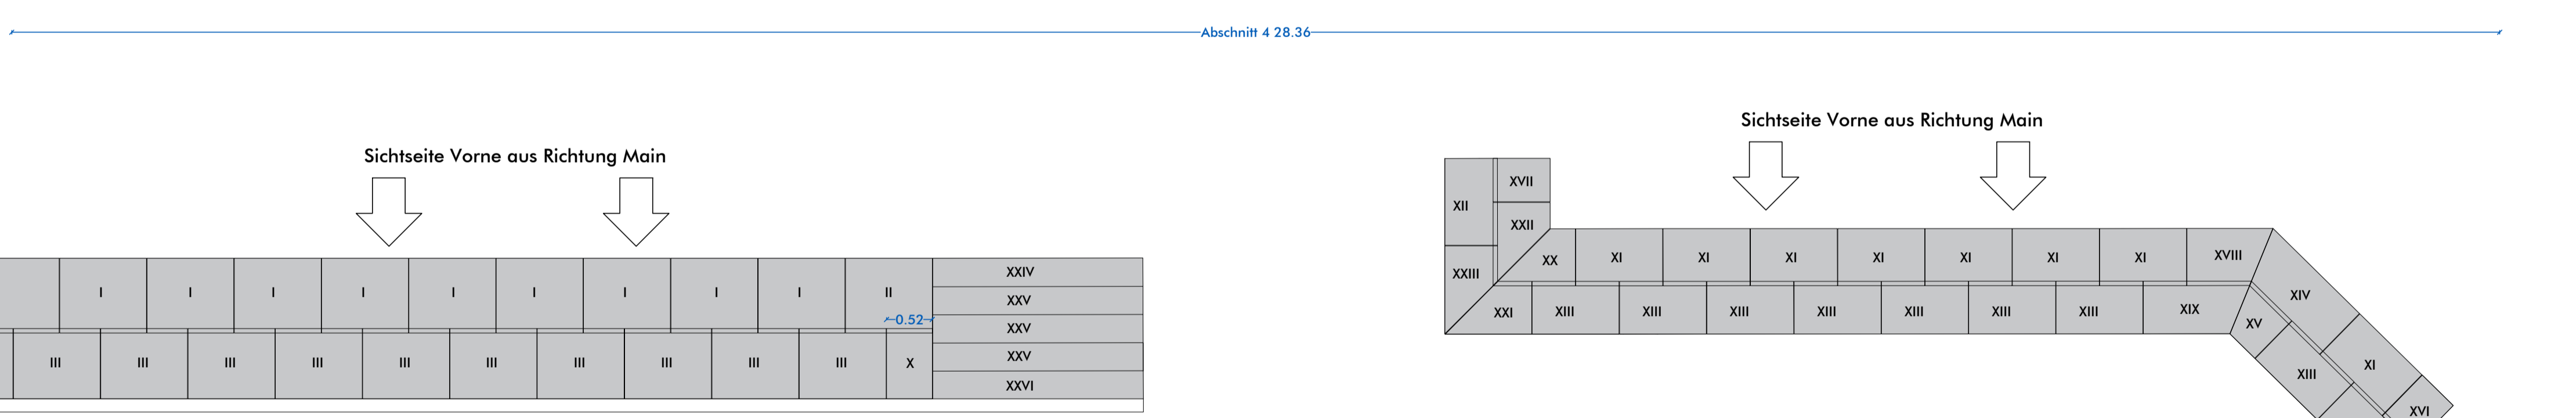 Abschnitt 4 28.36
Sichtseite Vorne aus Richtung Main
Sichtseite Vorne aus Richtung Main
XII
XVII
XXII
XXIII
XX
XI
XI
XI
XI
XI
XI
XI
XVIII
XXI
XIII
XIII
XIII
XIII
XIII
XIII
XIII
XIX
XIV
XV
XI
XIII
XVI
I
I
I
I
I
I
I
I
I
II
0.52
III
III
III
III
III
III
III
III
III
III
X
XXIV
XXV
XXV
XXV
XXVI